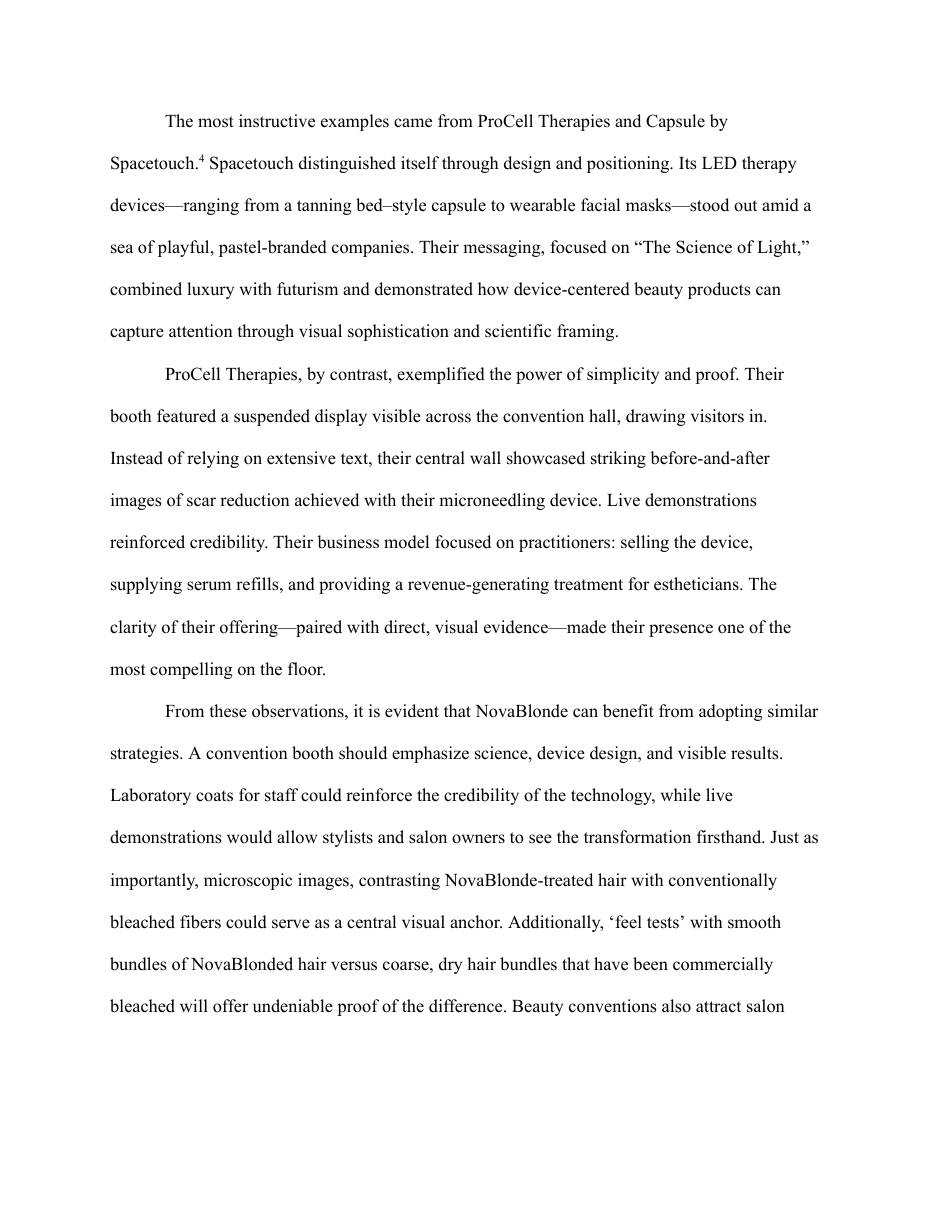 The most instructive examples came from ProCell Therapies and Capsule by
Spacetouch.⁴ Spacetouch distinguished itself through design and positioning. Its LED therapy
devices—ranging from a tanning bed–style capsule to wearable facial masks—stood out amid a
sea of playful, pastel-branded companies. Their messaging, focused on “The Science of Light,”
combined luxury with futurism and demonstrated how device-centered beauty products can
capture attention through visual sophistication and scientific framing.
ProCell Therapies, by contrast, exemplified the power of simplicity and proof. Their
booth featured a suspended display visible across the convention hall, drawing visitors in.
Instead of relying on extensive text, their central wall showcased striking before-and-after
images of scar reduction achieved with their microneedling device. Live demonstrations
reinforced credibility. Their business model focused on practitioners: selling the device,
supplying serum refills, and providing a revenue-generating treatment for estheticians. The
clarity of their offering—paired with direct, visual evidence—made their presence one of the
most compelling on the floor.
From these observations, it is evident that NovaBlonde can benefit from adopting similar
strategies. A convention booth should emphasize science, device design, and visible results.
Laboratory coats for staff could reinforce the credibility of the technology, while live
demonstrations would allow stylists and salon owners to see the transformation firsthand. Just as
importantly, microscopic images, contrasting NovaBlonde-treated hair with conventionally
bleached fibers could serve as a central visual anchor. Additionally, ‘feel tests’ with smooth
bundles of NovaBlonded hair versus coarse, dry hair bundles that have been commercially
bleached will offer undeniable proof of the difference. Beauty conventions also attract salon